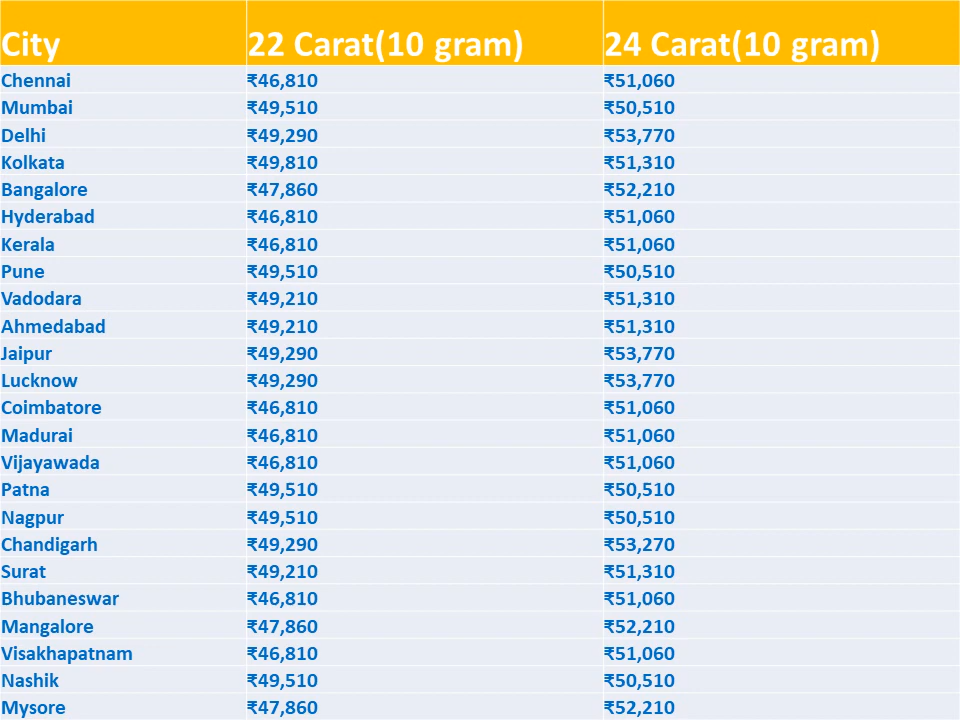 City 22 Carat(10 gram) 24 Carat(10 gram)
Chennai ₹46,810 ₹51,060
Mumbai ₹49,510 ₹50,510
Delhi ₹49,290 ₹53,770
Kolkata ₹49,810 ₹51,310
Bangalore ₹47,860 ₹52,210
Hyderabad ₹46,810 ₹51,060
Kerala ₹46,810 ₹51,060
Pune ₹49,510 ₹50,510
Vadodara ₹49,210 ₹51,310
Ahmedabad ₹49,210 ₹51,310
Jaipur ₹49,290 ₹53,770
Lucknow ₹49,290 ₹53,770
Coimbatore ₹46,810 ₹51,060
Madurai ₹46,810 ₹51,060
Vijayawada ₹46,810 ₹51,060
Patna ₹49,510 ₹50,510
Nagpur ₹49,510 ₹50,510
Chandigarh ₹49,290 ₹53,270
Surat ₹49,210 ₹51,310
Bhubaneswar ₹46,810 ₹51,060
Mangalore ₹47,860 ₹52,210
Visakhapatnam ₹46,810 ₹51,060
Nashik ₹49,510 ₹50,510
Mysore ₹47,860 ₹52,210